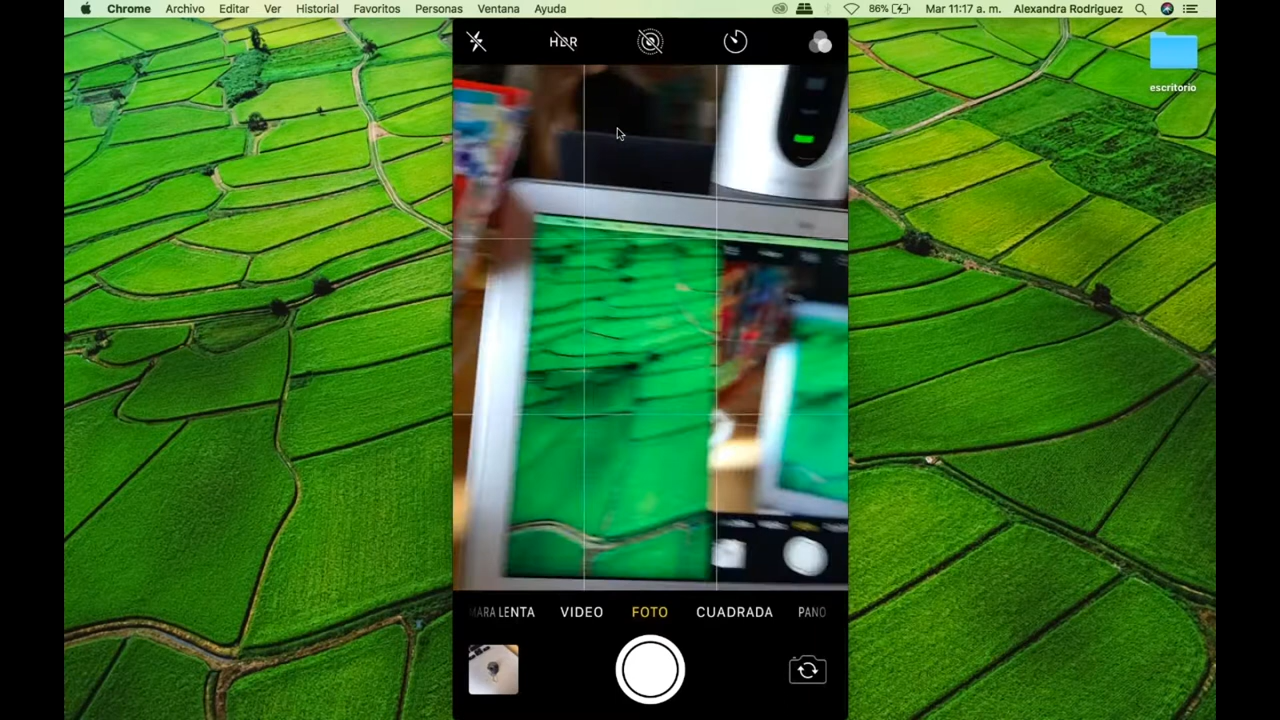 Chrome Archivo Editar Ver Historial Favoritos Personas Ventana Ayuda 86% Mar 11:17 a. m. Alexandra Rodriguez
escritorio
HDR
ARA LENTA VIDEO FOTO CUADRADA PANO